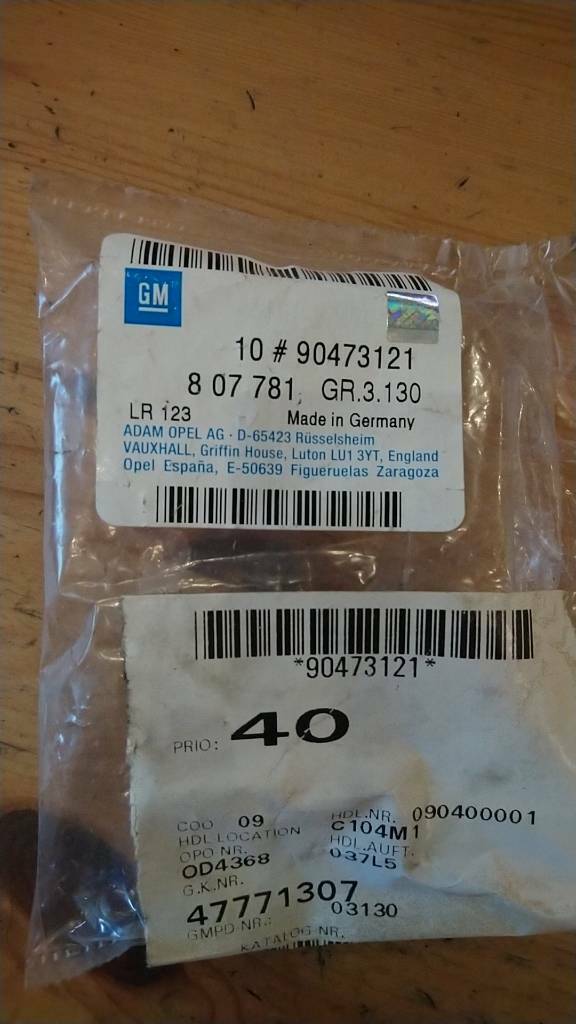 GM
10 # 90473121
8 07 781, GR.3.130
LR 123 Made in Germany
ADAM OPEL AG · D-65423 Rüsselsheim
VAUXHALL, Griffin House, Luton LU1 3YT, England
Opel España, E-50639 Figueruelas Zaragoza
*90473121*
PRIO: 40
COO 09 HDL.NR. 090400001
HDL LOCATION C104M1
OPO NR. HDL.AUFT.
OD4368 037L5
G.K.NR.
47771307
GMPD NR.: 03130
KATALOG NR.